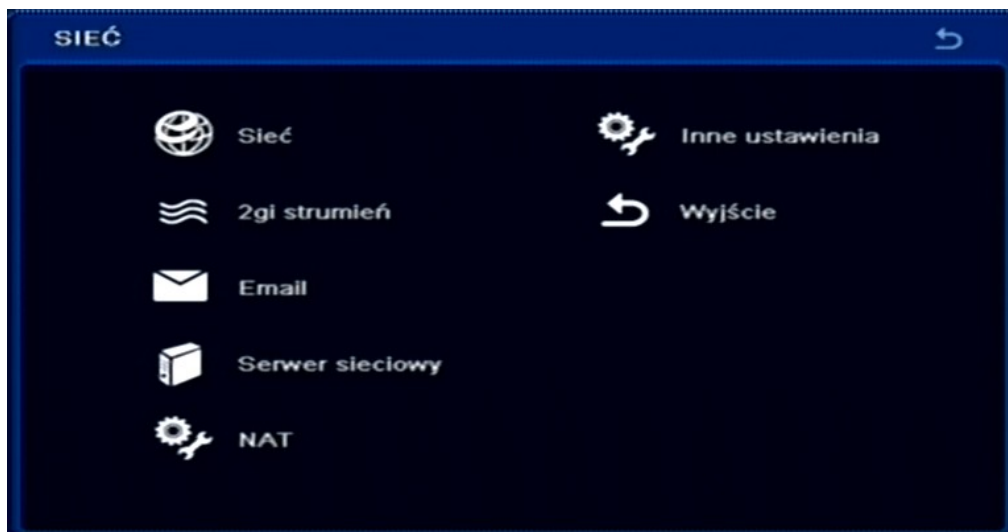 SIEĆ
Sieć
2gi strumień
Email
Serwer sieciowy
NAT
Inne ustawienia
Wyjście